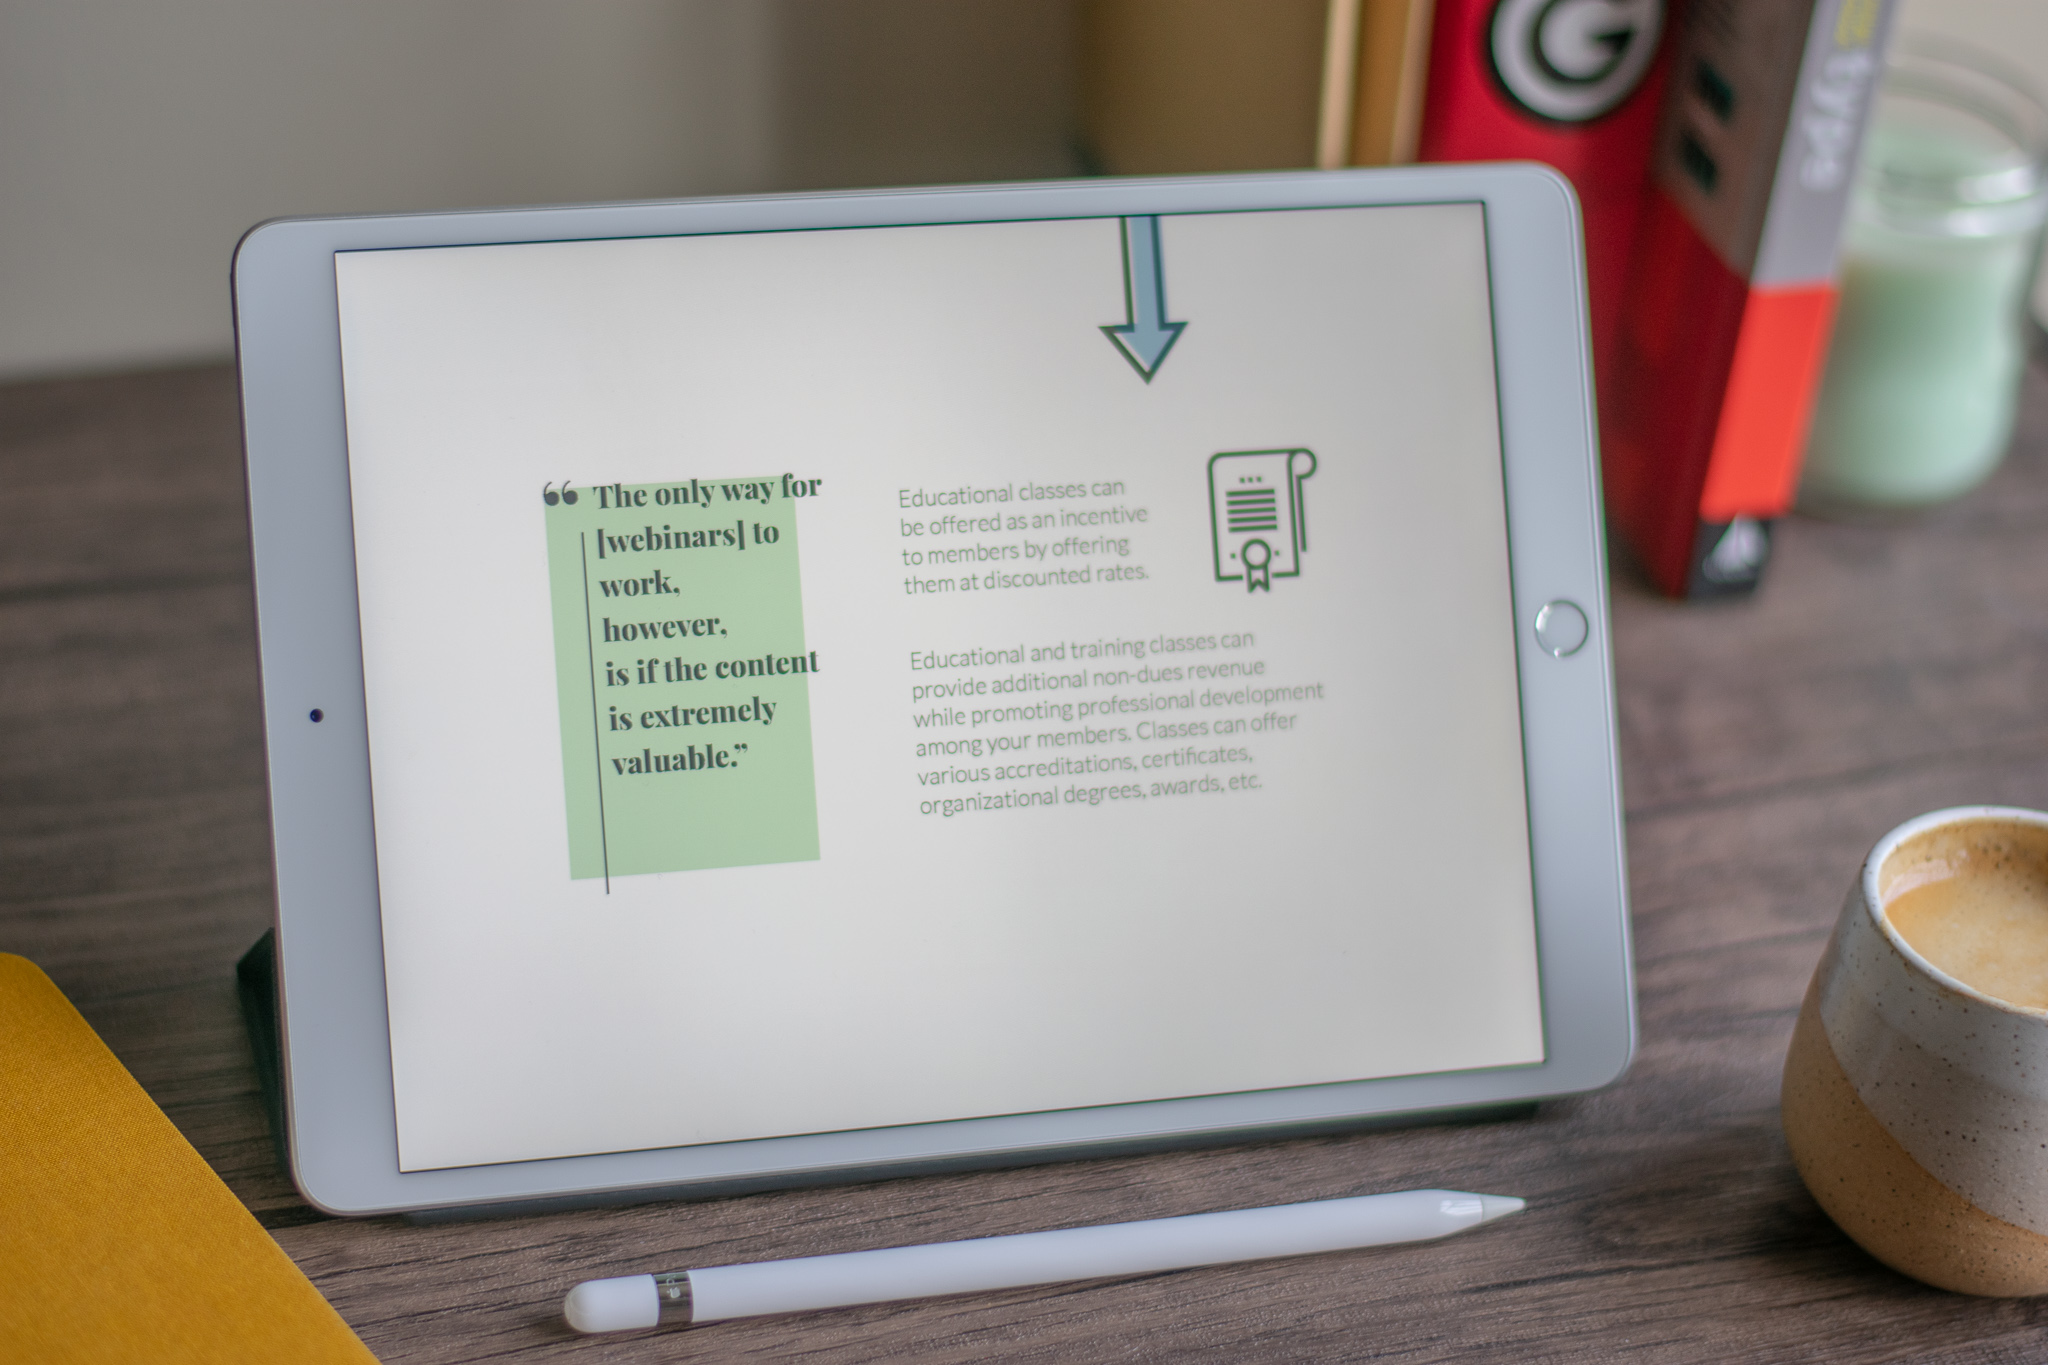 “ The only way for
[webinars] to
work,
however,
is if the content
is extremely
valuable.”
Educational classes can
be offered as an incentive
to members by offering
them at discounted rates.
Educational and training classes can
provide additional non-dues revenue
while promoting professional development
among your members. Classes can offer
various accreditations, certificates,
organizational degrees, awards, etc.
G
type